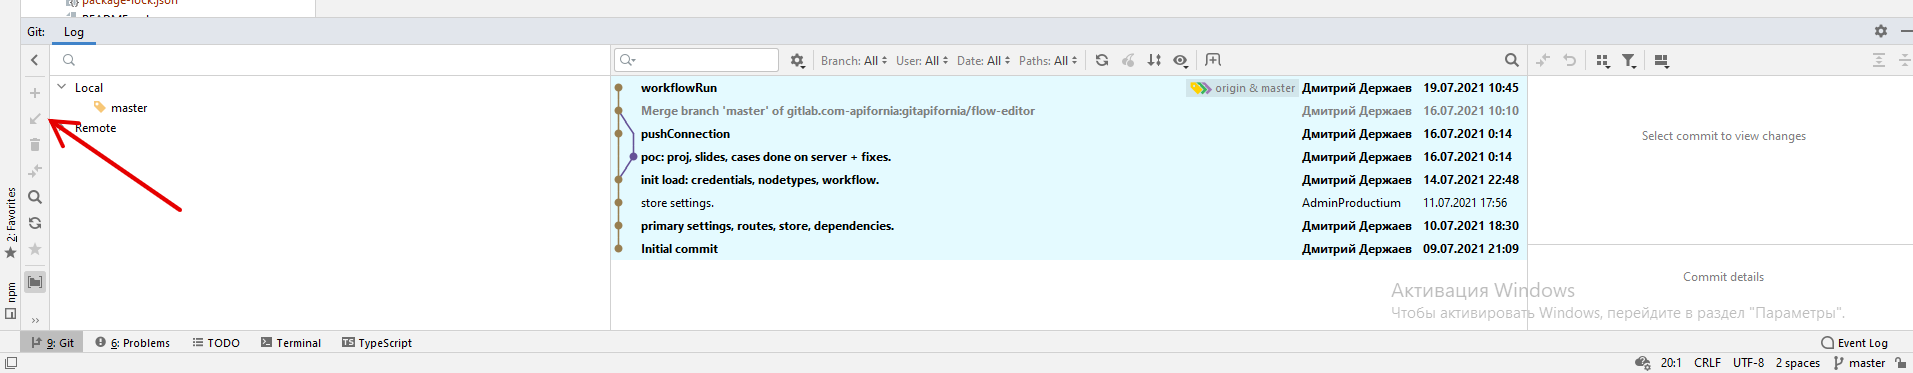 package-lock.json
Git: Log
Local
master
Remote
Branch: All User: All Date: All Paths: All
workflowRun origin & master Дмитрий Держаев 19.07.2021 10:45
Merge branch 'master' of gitlab.com-apifornia:gitapifornia/flow-editor Дмитрий Держаев 16.07.2021 10:10
pushConnection Дмитрий Держаев 16.07.2021 0:14
poc: proj, slides, cases done on server + fixes. Дмитрий Держаев 16.07.2021 0:14
init load: credentials, nodetypes, workflow. Дмитрий Держаев 14.07.2021 22:48
store settings. AdminProductium 11.07.2021 17:56
primary settings, routes, store, dependencies. Дмитрий Держаев 10.07.2021 18:30
Initial commit Дмитрий Держаев 09.07.2021 21:09
Select commit to view changes
Commit details
Активация Windows
Чтобы активировать Windows, перейдите в раздел "Параметры".
2: Favorites
npm
9: Git 6: Problems TODO Terminal TypeScript Event Log
20:1 CRLF UTF-8 2 spaces master